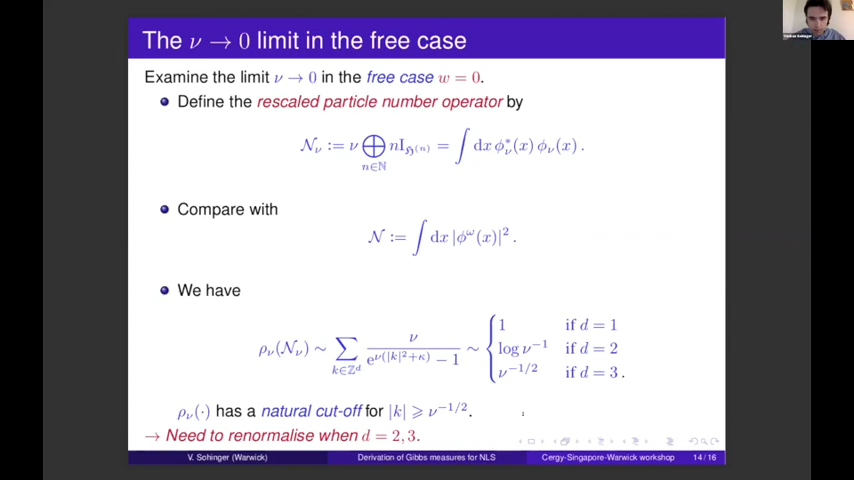 The ν → 0 limit in the free case
Examine the limit ν → 0 in the free case w = 0.
Define the rescaled particle number operator by
𝒩_ν := ν ⨁_{n∈ℕ} nI_{ℌ^(n)} = ∫ dx φ*_ν(x) φ_ν(x) .
Compare with
𝒩 := ∫ dx |φ^ω(x)|² .
We have
ρ_ν(𝒩_ν) ∼ ∑_{k∈ℤ^d} ν / (e^{ν(|k|²+κ)} − 1) ∼ { 1 if d = 1
log ν⁻¹ if d = 2
ν^{−1/2} if d = 3 .
ρ_ν(·) has a natural cut-off for |k| ⩾ ν^{−1/2}.
→ Need to renormalise when d = 2, 3.
V. Sohinger (Warwick) Derivation of Gibbs measures for NLS Cergy-Singapore-Warwick workshop 14 / 16